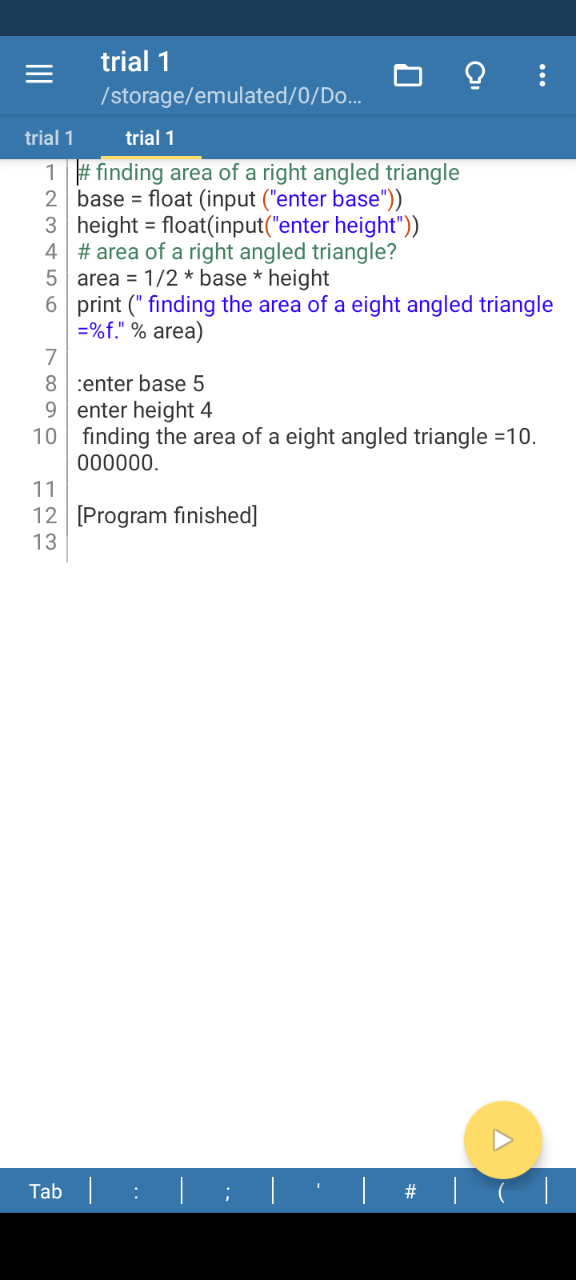 trial 1
/storage/emulated/0/Do...
trial 1
trial 1
1 # finding area of a right angled triangle
2 base = float (input ("enter base"))
3 height = float(input("enter height"))
4 # area of a right angled triangle?
5 area = 1/2 * base * height
6 print (" finding the area of a eight angled triangle
=%f." % area)
7
8 :enter base 5
9 enter height 4
10  finding the area of a eight angled triangle =10.
000000.
11
12 [Program finished]
13
Tab | : | ; | ' | # | ( |